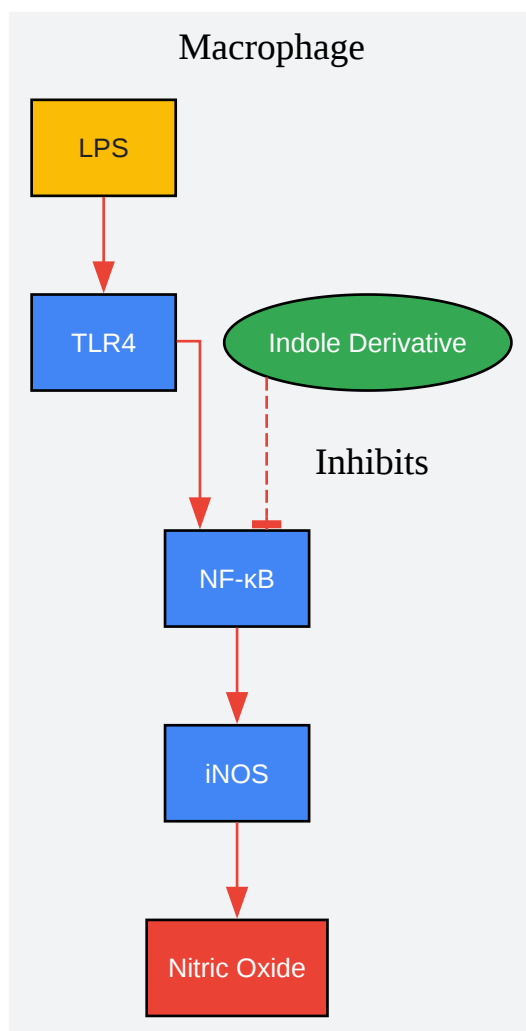 Macrophage
LPS
TLR4
Indole Derivative
Inhibits
NF-κB
iNOS
Nitric Oxide